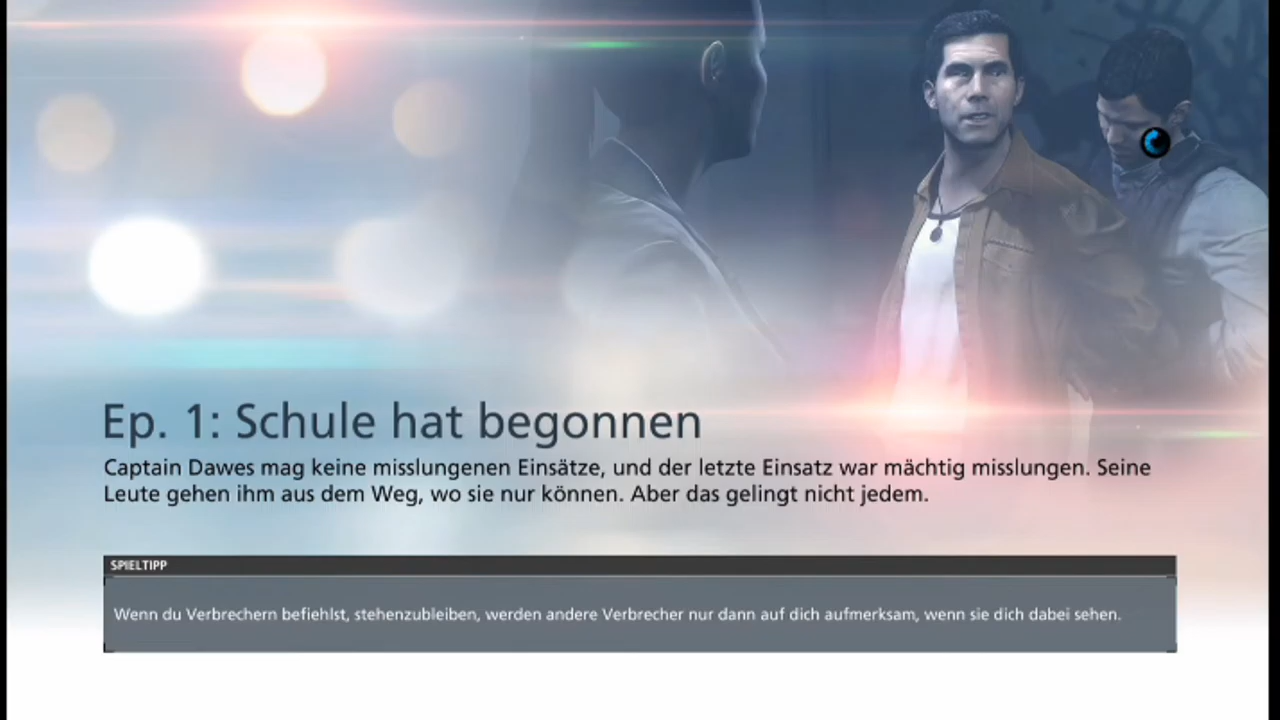 Ep. 1: Schule hat begonnen
Captain Dawes mag keine misslungenen Einsätze, und der letzte Einsatz war mächtig misslungen. Seine
Leute gehen ihm aus dem Weg, wo sie nur können. Aber das gelingt nicht jedem.
SPIELTIPP
Wenn du Verbrechern befiehlst, stehenzubleiben, werden andere Verbrecher nur dann auf dich aufmerksam, wenn sie dich dabei sehen.